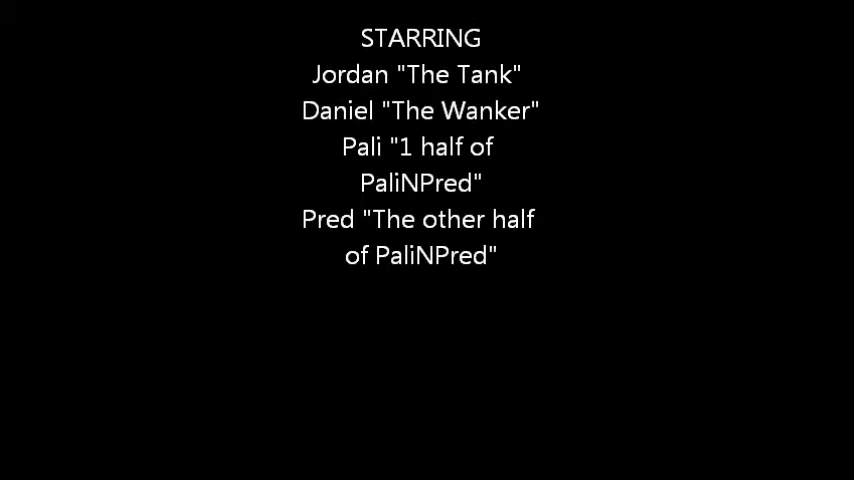 STARRING
Jordan "The Tank"
Daniel "The Wanker"
Pali "1 half of
PaliNPred"
Pred "The other half
of PaliNPred"